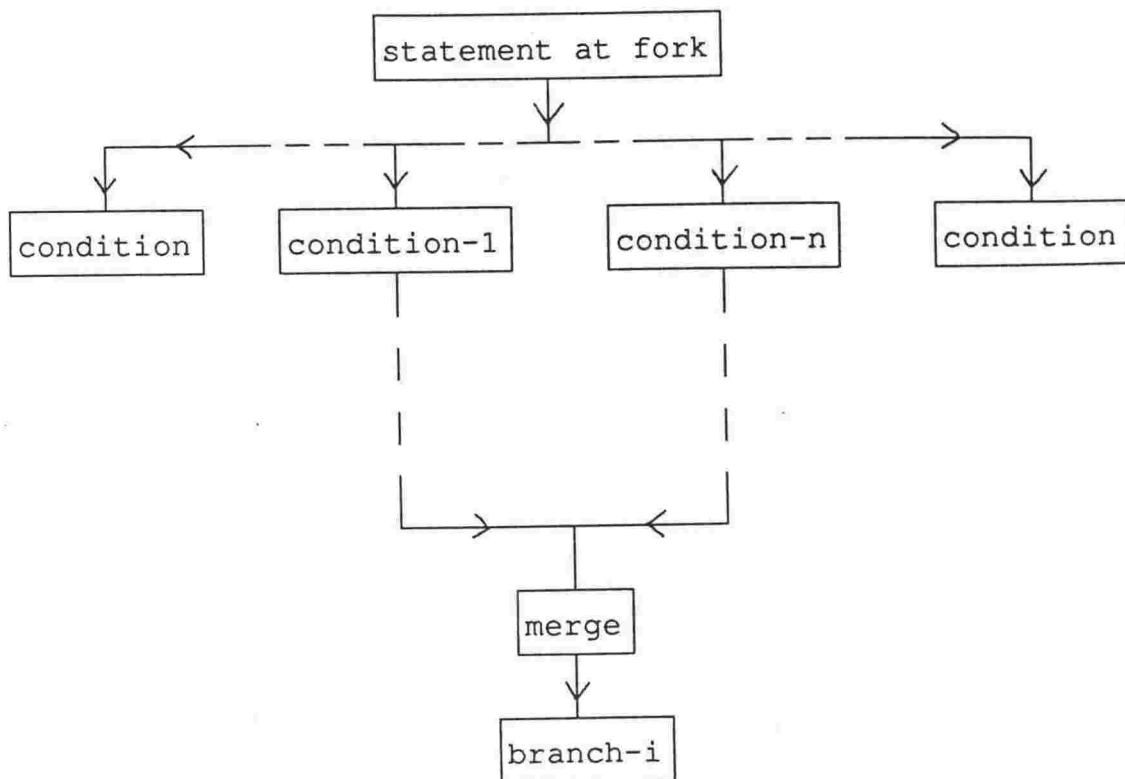 statement at fork
condition
condition-1
condition-n
condition
merge
branch-i